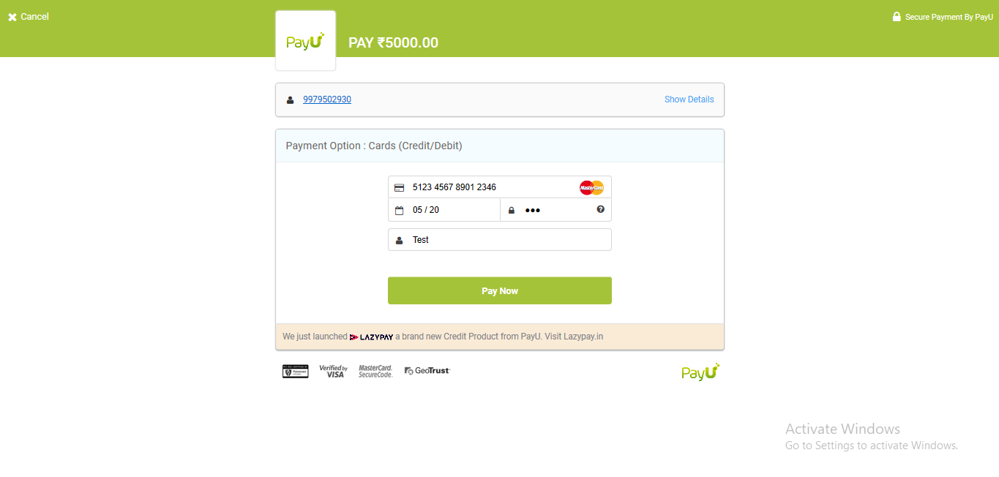 Cancel
Secure Payment By PayU
PayU
PAY ₹5000.00
9979502930
Show Details
Payment Option : Cards (Credit/Debit)
5123 4567 8901 2346
MasterCard
05 / 20
Test
Pay Now
We just launched LAZYPAY a brand new Credit Product from PayU. Visit Lazypay.in
Verified by
VISA
MasterCard.
SecureCode.
GeoTrust
PayU
Activate Windows
Go to Settings to activate Windows.